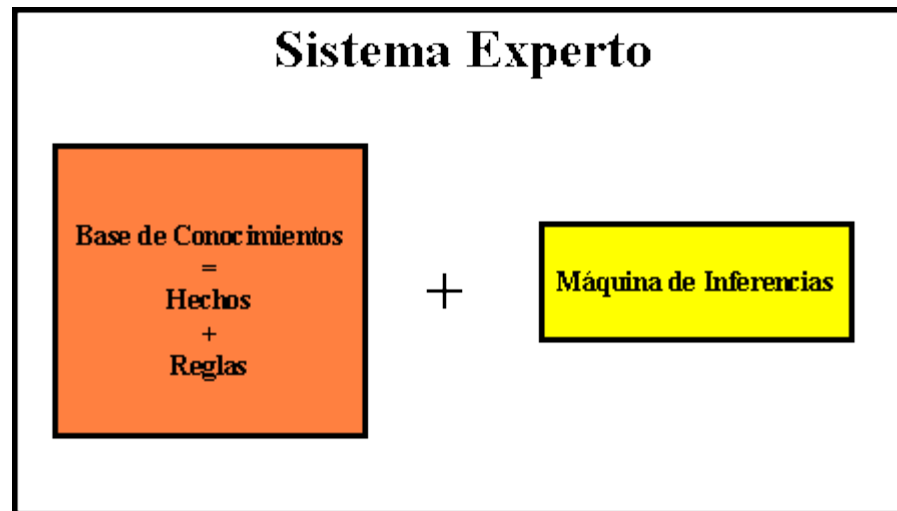 Sistema Experto
Base de Conocimientos
=
Hechos
+
Reglas
+
Máquina de Inferencias